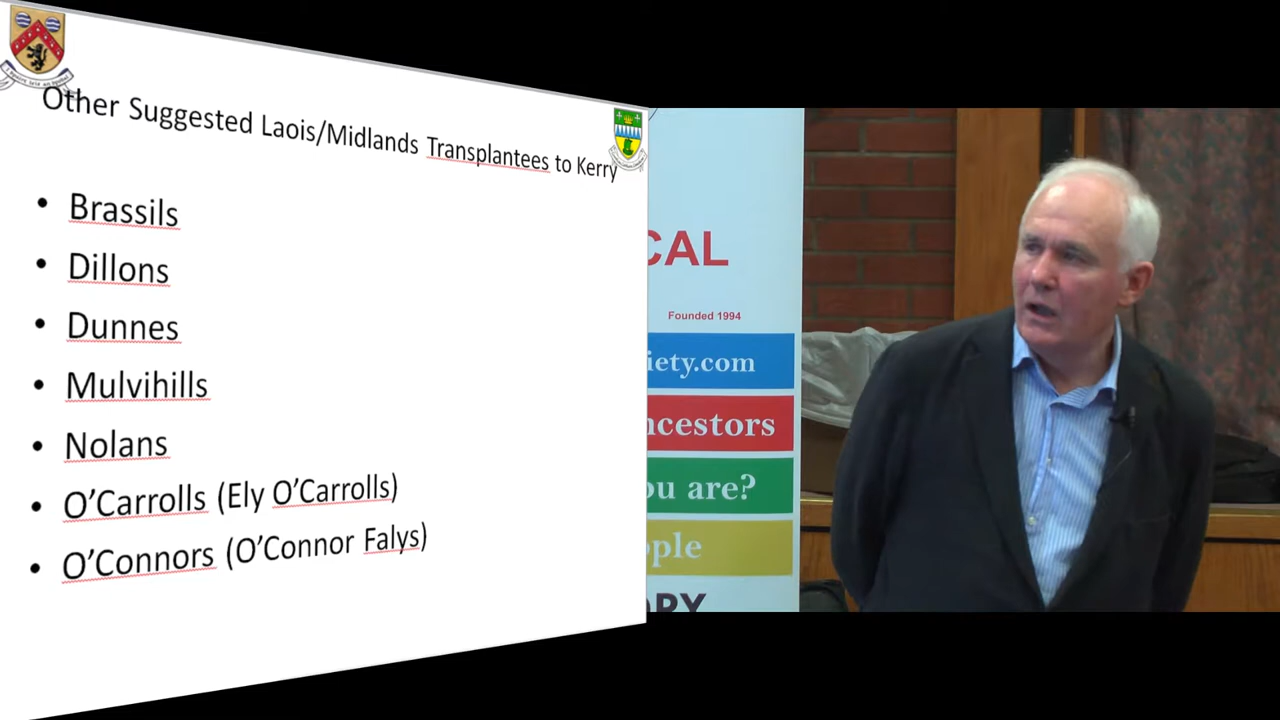 Other Suggested Laois/Midlands Transplantees to Kerry
• Brassils
• Dillons
• Dunnes
• Mulvihills
• Nolans
• O'Carrolls (Ely O'Carrolls)
• O'Connors (O'Connor Falys)
CAL
Founded 1994
iety.com
ncestors
ou are?
ople
ORY